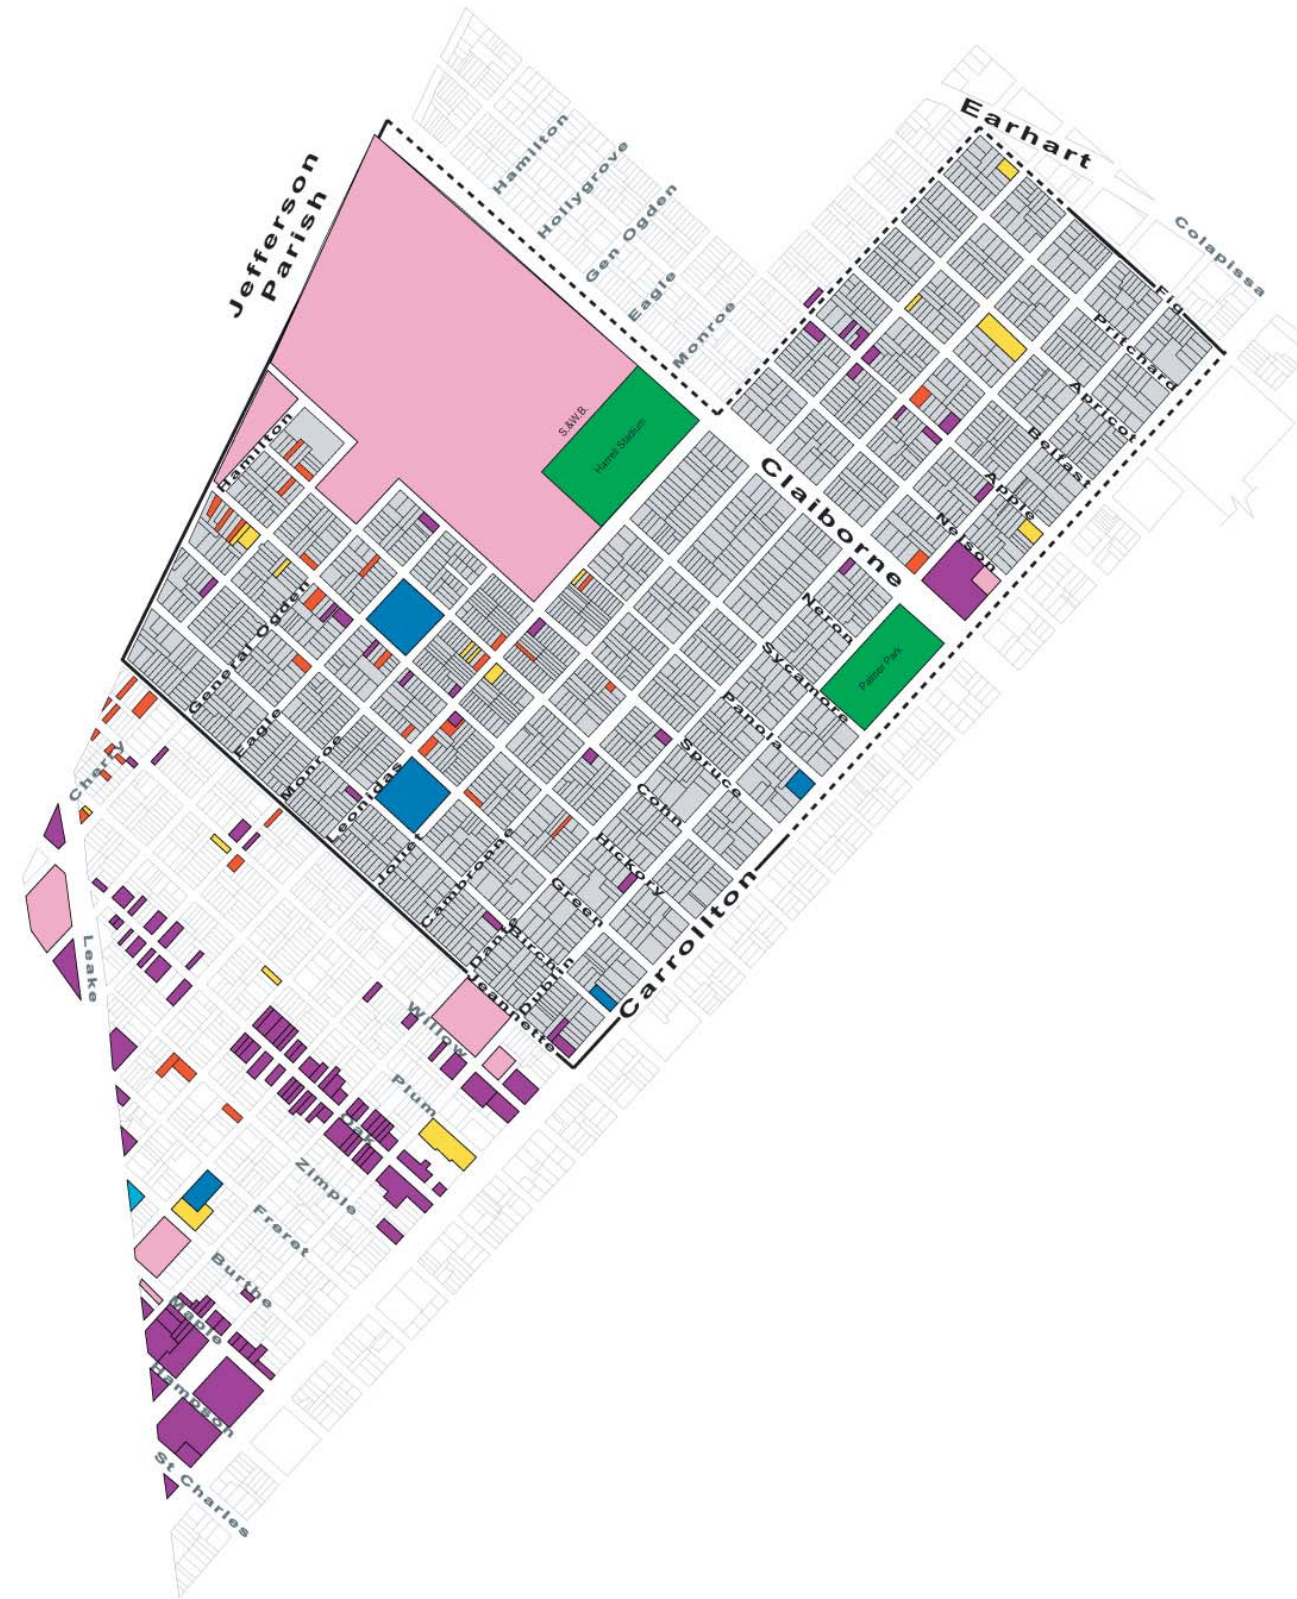 Earhart
Hamilton
Hollygrove
Gen Ogden
Eagle
Monroe
Colapissa
Jefferson
Parish
Fig
Pritchard
Apricot
Belfast
Apple
Nelson
S.&W.B.
Harrell Stadium
Claiborne
Hamilton
Neron
Sycamore
Palmer Park
Panola
Spruce
Cohn
Hickory
Green
Birch
General Ogden
Eagle
Monroe
Leonidas
Joliet
Cambronne
Dante
Dublin
Jeannette
Carrollton
Cherry
Leake
Willow
Plum
Oak
Zimple
Freret
Burthe
Maple
Hampson
St Charles